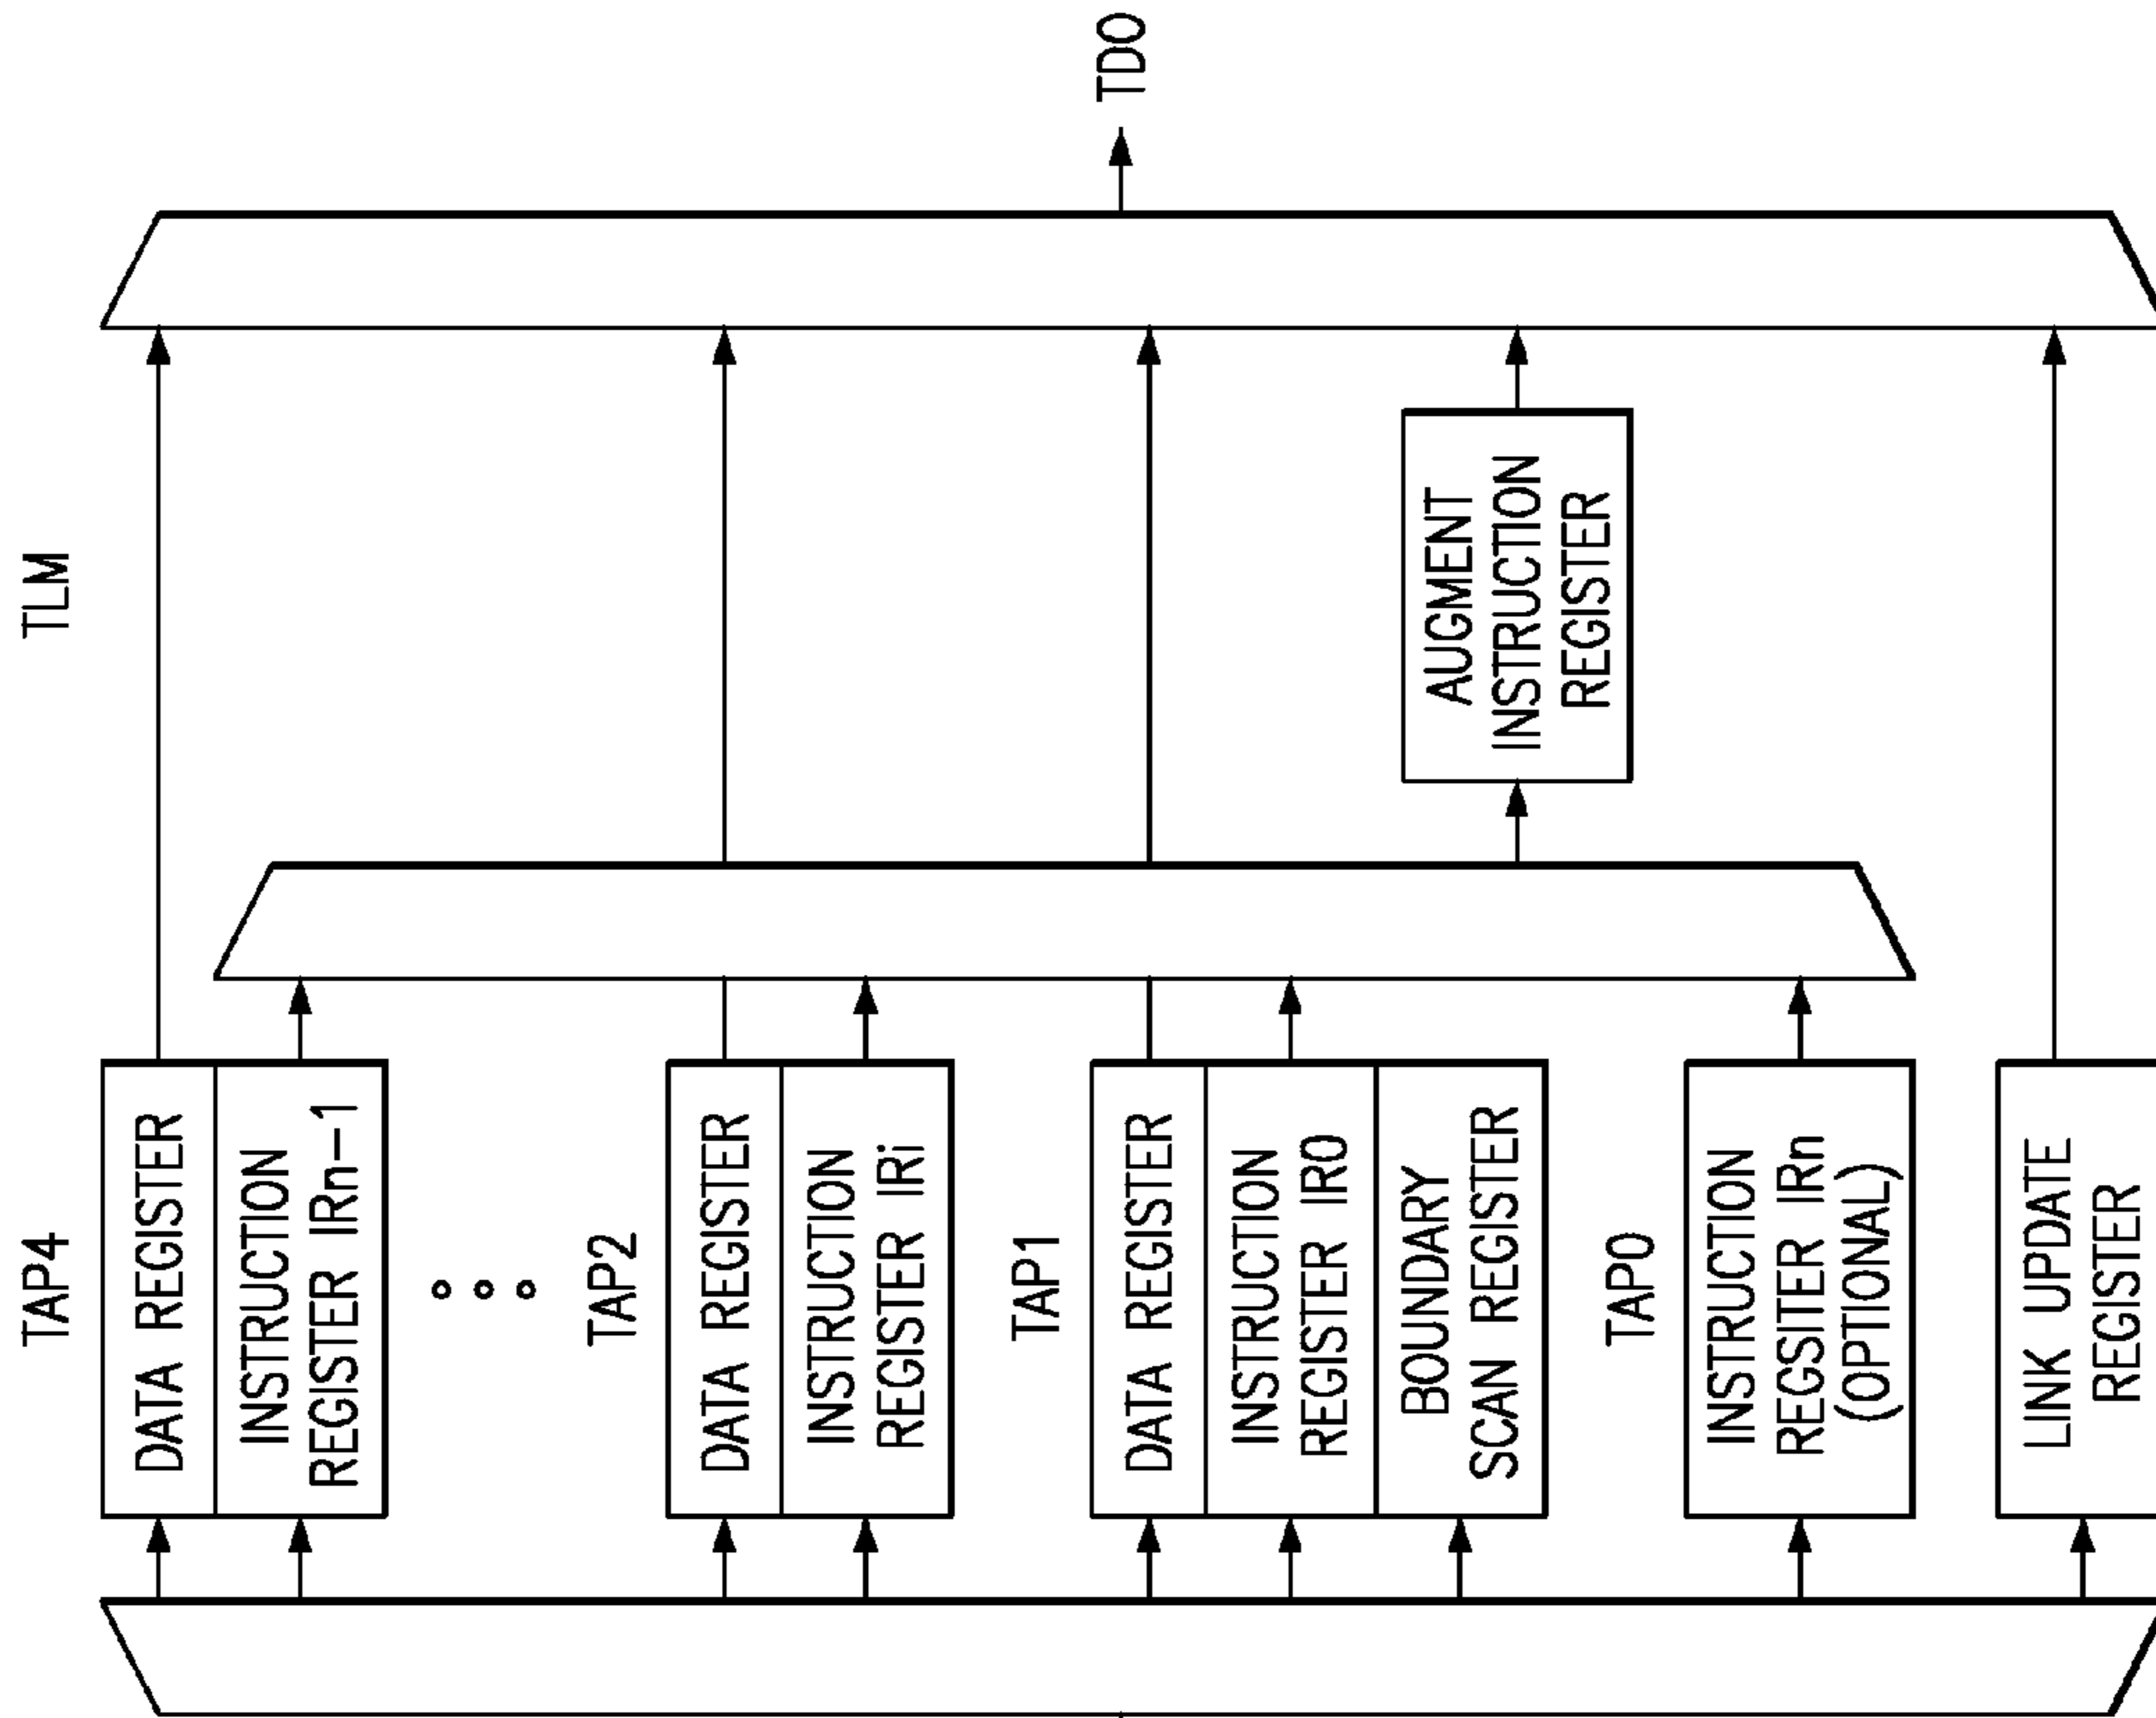 TAP4
DATA REGISTER
INSTRUCTION
REGISTER IRn-1
TLM
TAP2
DATA REGISTER
INSTRUCTION
REGISTER IRi
TAP1
DATA REGISTER
INSTRUCTION
REGISTER IR0
BOUNDARY
SCAN REGISTER
TAP0
INSTRUCTION
REGSITER IRn
(OPTIONAL)
LINK UPDATE
REGISTER
AUGMENT
INSTRUCTION
REGISTER
TDO